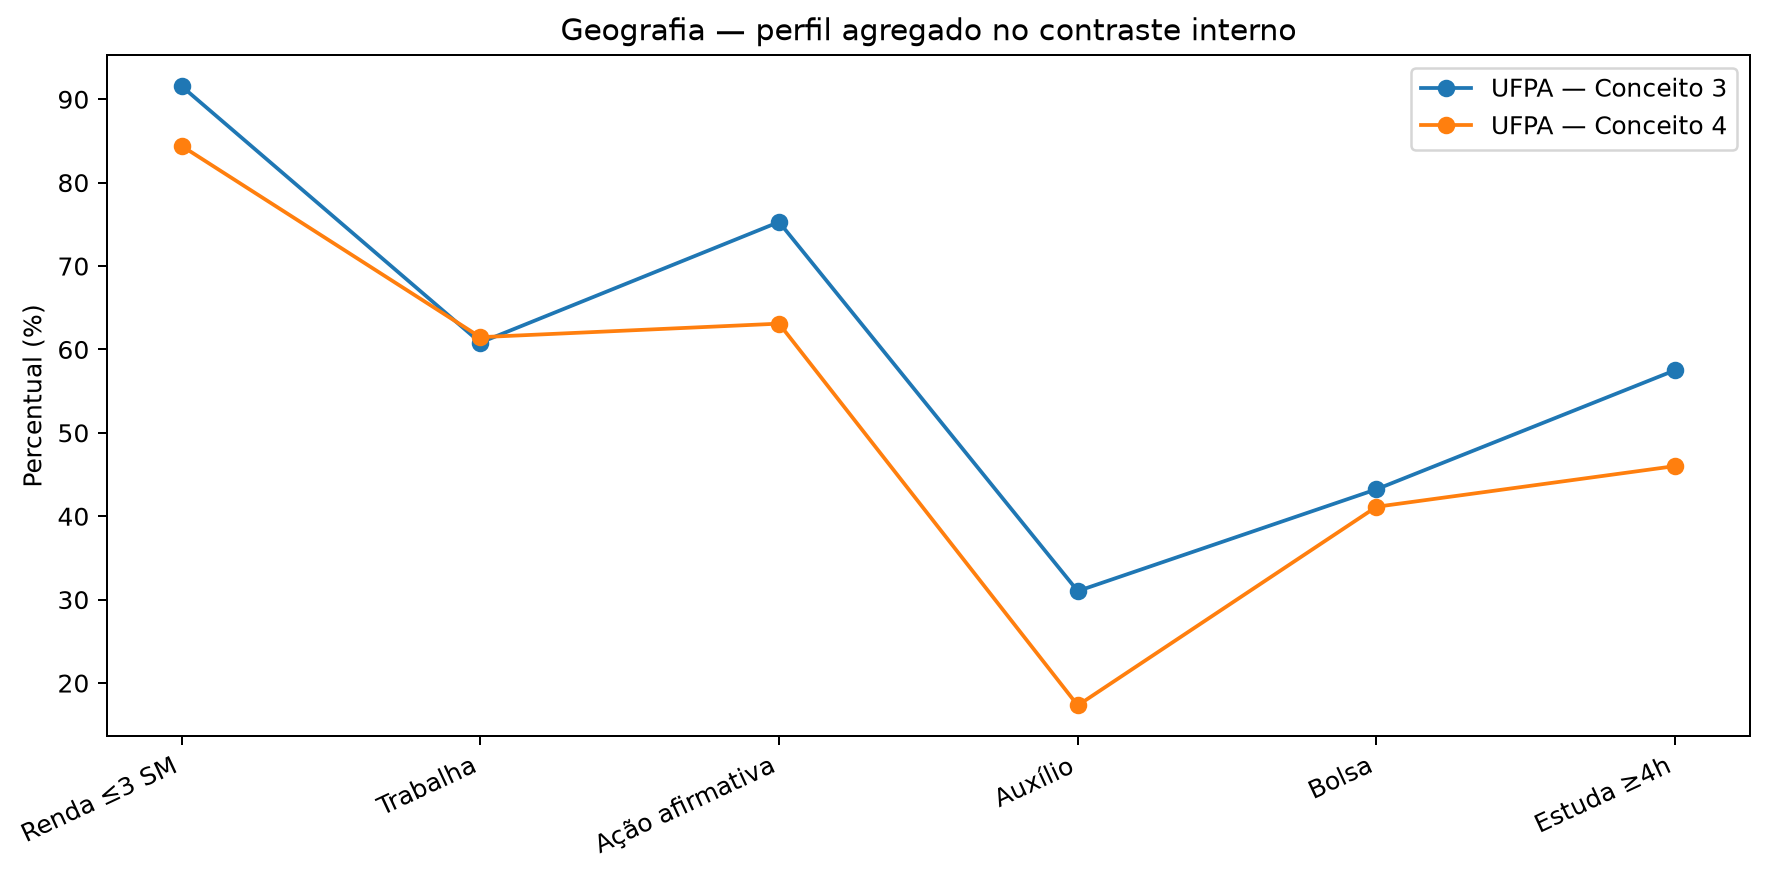 Geografia — perfil agregado no contraste interno
UFPA — Conceito 3
UFPA — Conceito 4
Percentual (%)
90
80
70
60
50
40
30
20
Renda ≤3 SM
Trabalha
Ação afirmativa
Auxílio
Bolsa
Estuda ≥4h